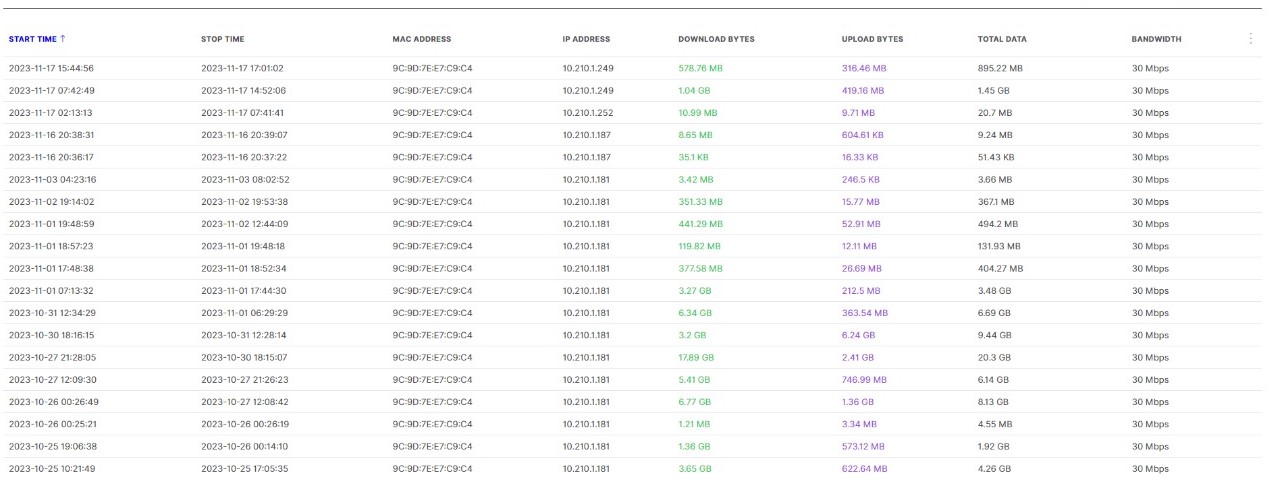 START TIME ↑ STOP TIME MAC ADDRESS IP ADDRESS DOWNLOAD BYTES UPLOAD BYTES TOTAL DATA BANDWIDTH
2023-11-17 15:44:56 2023-11-17 17:01:02 9C:9D:7E:E7:C9:C4 10.210.1.249 578.76 MB 316.46 MB 895.22 MB 30 Mbps
2023-11-17 07:42:49 2023-11-17 14:52:06 9C:9D:7E:E7:C9:C4 10.210.1.249 1.04 GB 419.16 MB 1.45 GB 30 Mbps
2023-11-17 02:13:13 2023-11-17 07:41:41 9C:9D:7E:E7:C9:C4 10.210.1.252 10.99 MB 9.71 MB 20.7 MB 30 Mbps
2023-11-16 20:38:31 2023-11-16 20:39:07 9C:9D:7E:E7:C9:C4 10.210.1.187 8.65 MB 604.61 KB 9.24 MB 30 Mbps
2023-11-16 20:36:17 2023-11-16 20:37:22 9C:9D:7E:E7:C9:C4 10.210.1.187 35.1 KB 16.33 KB 51.43 KB 30 Mbps
2023-11-03 04:23:16 2023-11-03 08:02:52 9C:9D:7E:E7:C9:C4 10.210.1.181 3.42 MB 246.5 KB 3.66 MB 30 Mbps
2023-11-02 19:14:02 2023-11-02 19:53:38 9C:9D:7E:E7:C9:C4 10.210.1.181 351.33 MB 15.77 MB 367.1 MB 30 Mbps
2023-11-01 19:48:59 2023-11-02 12:44:09 9C:9D:7E:E7:C9:C4 10.210.1.181 441.29 MB 52.91 MB 494.2 MB 30 Mbps
2023-11-01 18:57:23 2023-11-01 19:48:18 9C:9D:7E:E7:C9:C4 10.210.1.181 119.82 MB 12.11 MB 131.93 MB 30 Mbps
2023-11-01 17:48:38 2023-11-01 18:52:34 9C:9D:7E:E7:C9:C4 10.210.1.181 377.58 MB 26.69 MB 404.27 MB 30 Mbps
2023-11-01 07:13:32 2023-11-01 17:44:30 9C:9D:7E:E7:C9:C4 10.210.1.181 3.27 GB 212.5 MB 3.48 GB 30 Mbps
2023-10-31 12:34:29 2023-11-01 06:29:29 9C:9D:7E:E7:C9:C4 10.210.1.181 6.34 GB 363.54 MB 6.69 GB 30 Mbps
2023-10-30 18:16:15 2023-10-31 12:28:14 9C:9D:7E:E7:C9:C4 10.210.1.181 3.2 GB 6.24 GB 9.44 GB 30 Mbps
2023-10-27 21:28:05 2023-10-30 18:15:07 9C:9D:7E:E7:C9:C4 10.210.1.181 17.89 GB 2.41 GB 20.3 GB 30 Mbps
2023-10-27 12:09:30 2023-10-27 21:26:23 9C:9D:7E:E7:C9:C4 10.210.1.181 5.41 GB 746.99 MB 6.14 GB 30 Mbps
2023-10-26 00:26:49 2023-10-27 12:08:42 9C:9D:7E:E7:C9:C4 10.210.1.181 6.77 GB 1.36 GB 8.13 GB 30 Mbps
2023-10-26 00:25:21 2023-10-26 00:26:19 9C:9D:7E:E7:C9:C4 10.210.1.181 1.21 MB 3.34 MB 4.55 MB 30 Mbps
2023-10-25 19:06:38 2023-10-26 00:14:10 9C:9D:7E:E7:C9:C4 10.210.1.181 1.36 GB 573.12 MB 1.92 GB 30 Mbps
2023-10-25 10:21:49 2023-10-25 17:05:35 9C:9D:7E:E7:C9:C4 10.210.1.181 3.65 GB 622.64 MB 4.26 GB 30 Mbps